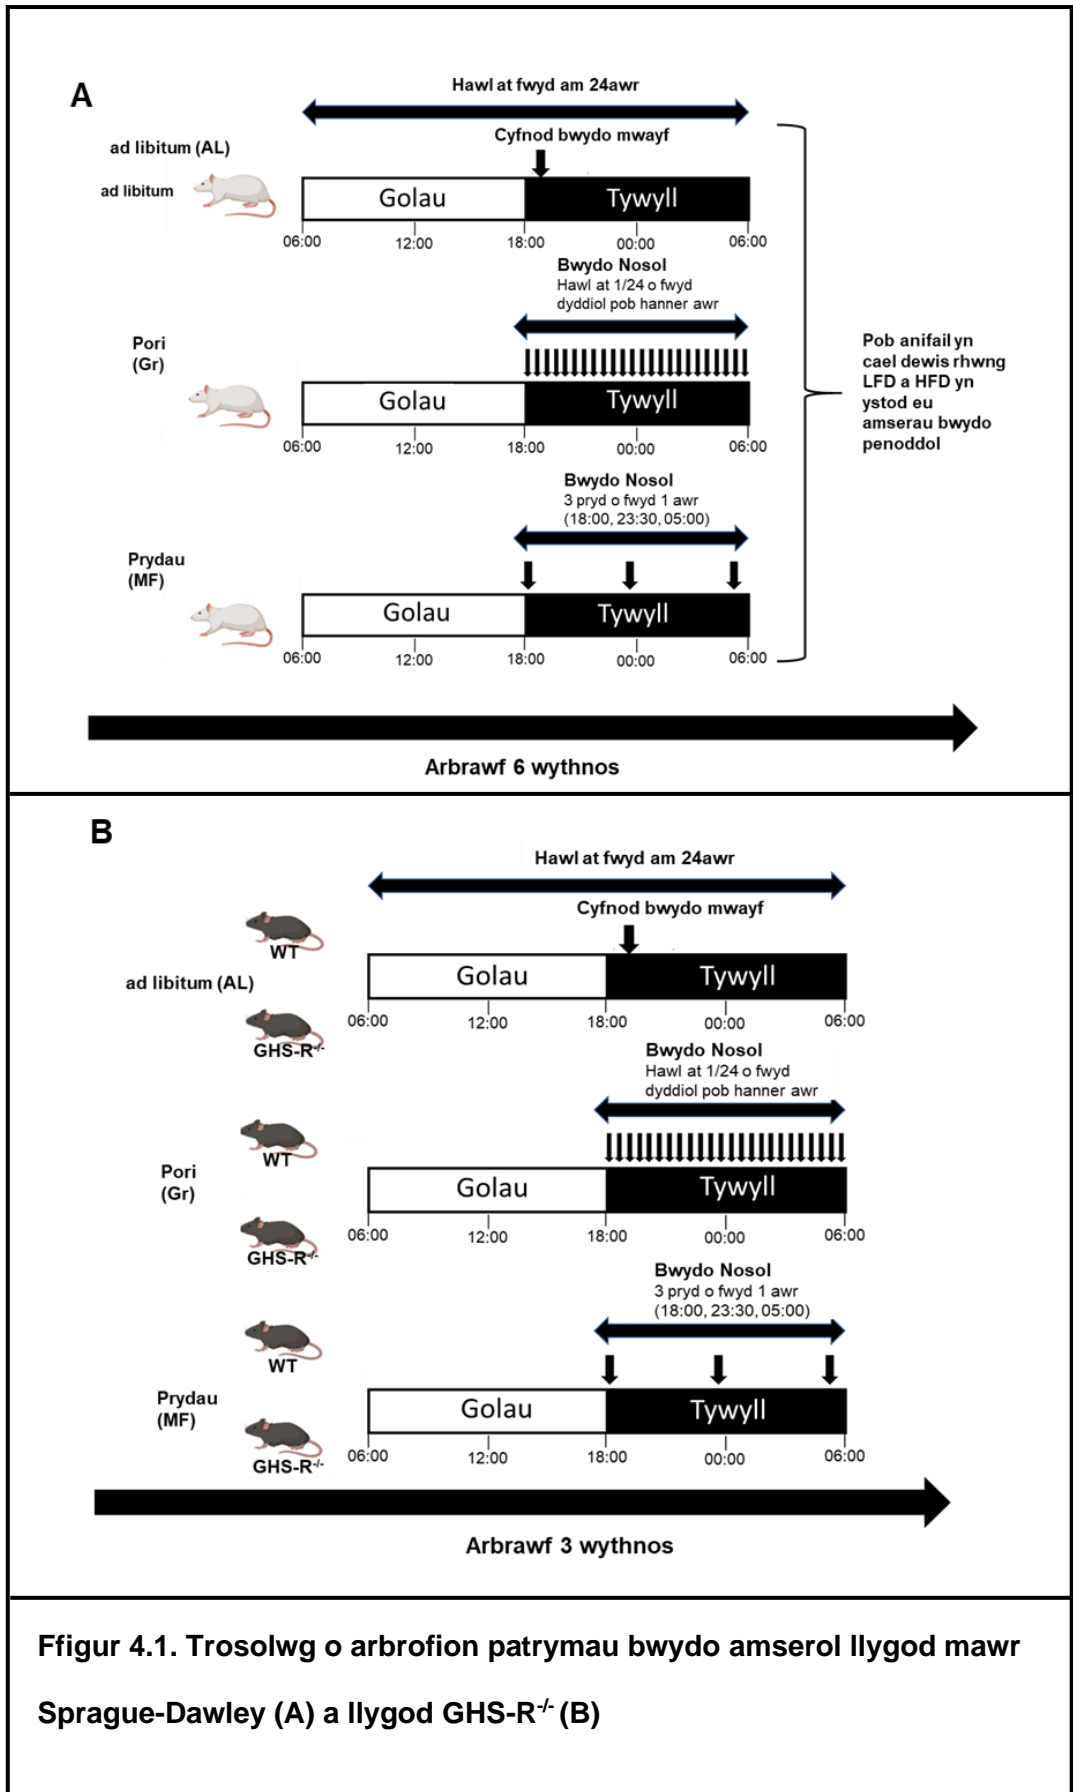 A
Hawl at fwyd am 24awr
Cyfnod bwydo mwayf
ad libitum (AL)
ad libitum
Golau
Tywyll
06:00
12:00
18:00
00:00
06:00
Bwydo Nosol
Hawl at 1/24 o fwyd
dyddiol pob hanner awr
Pori
(Gr)
Golau
Tywyll
06:00
12:00
18:00
00:00
06:00
Bwydo Nosol
3 pryd o fwyd 1 awr
(18:00, 23:30, 05:00)
Prydau
(MF)
Golau
Tywyll
06:00
12:00
18:00
00:00
06:00
Pob anifail yn
cael dewis rhwng
LFD a HFD yn
ystod eu
amserau bwydo
penoddol
Arbrawf 6 wythnos
B
Hawl at fwyd am 24awr
Cyfnod bwydo mwayf
WT
ad libitum (AL)
GHS-R-/-
Golau
Tywyll
06:00
12:00
18:00
00:00
06:00
Bwydo Nosol
Hawl at 1/24 o fwyd
dyddiol pob hanner awr
WT
Pori
(Gr)
GHS-R-/-
Golau
Tywyll
06:00
12:00
18:00
00:00
06:00
Bwydo Nosol
3 pryd o fwyd 1 awr
(18:00, 23:30, 05:00)
WT
Prydau
(MF)
GHS-R-/-
Golau
Tywyll
06:00
12:00
18:00
00:00
06:00
Arbrawf 3 wythnos
Ffigur 4.1. Trosolwg o arbrofion patrymau bwydo amserol llygod mawr
Sprague-Dawley (A) a llygod GHS-R-/- (B)